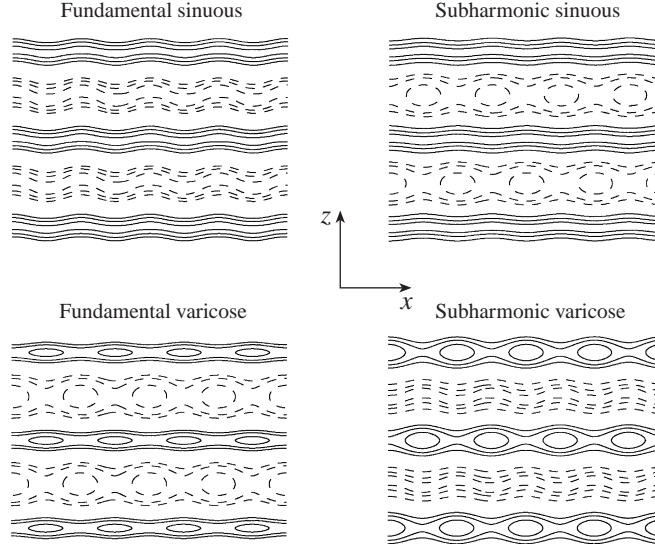 Fundamental sinuous
Subharmonic sinuous
z
x
Fundamental varicose
Subharmonic varicose